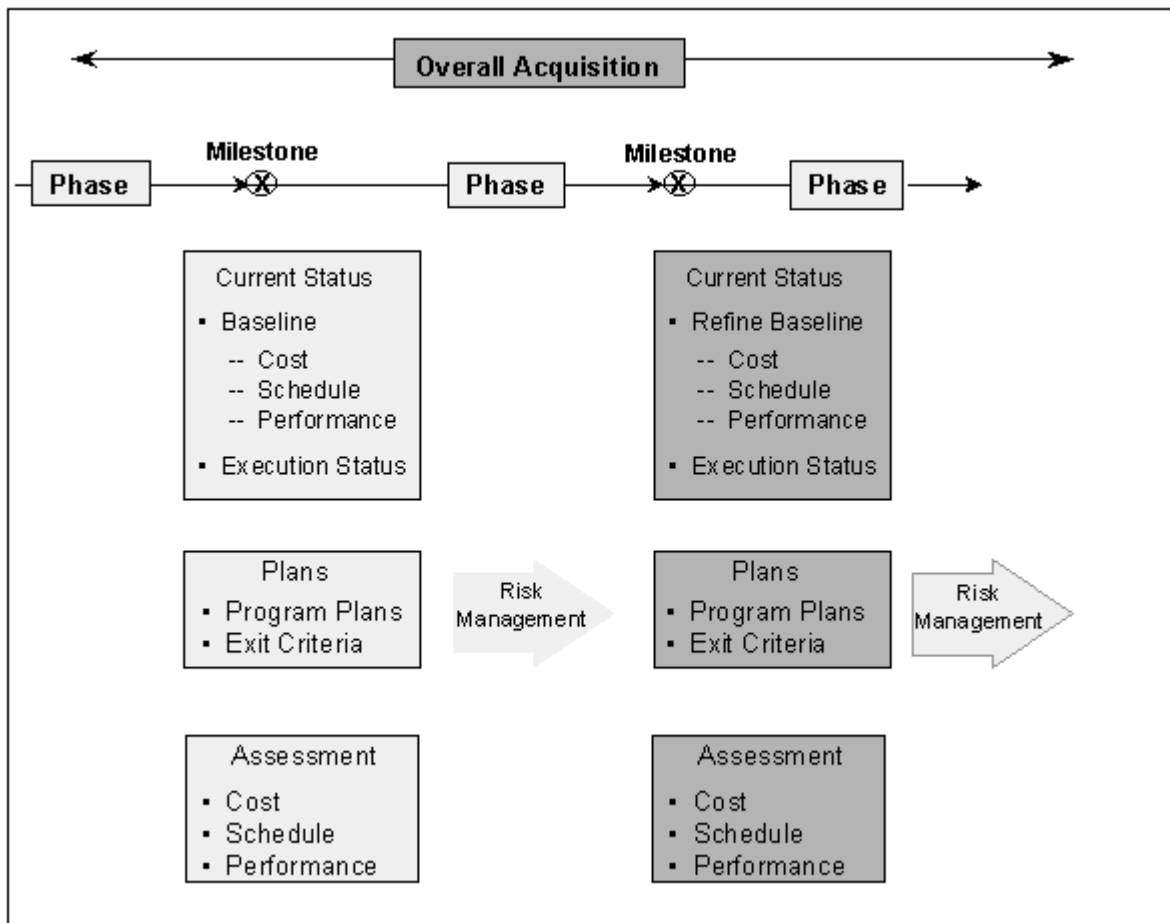 Overall Acquisition
Milestone
Milestone
Phase
X
Phase
X
Phase
Current Status
▪ Baseline
-- Cost
-- Schedule
-- Performance
▪ Execution Status
Current Status
▪ Refine Baseline
-- Cost
-- Schedule
-- Performance
▪ Execution Status
Plans
▪ Program Plans
▪ Exit Criteria
Risk
Management
Plans
▪ Program Plans
▪ Exit Criteria
Risk
Management
Assessment
▪ Cost
▪ Schedule
▪ Performance
Assessment
▪ Cost
▪ Schedule
▪ Performance